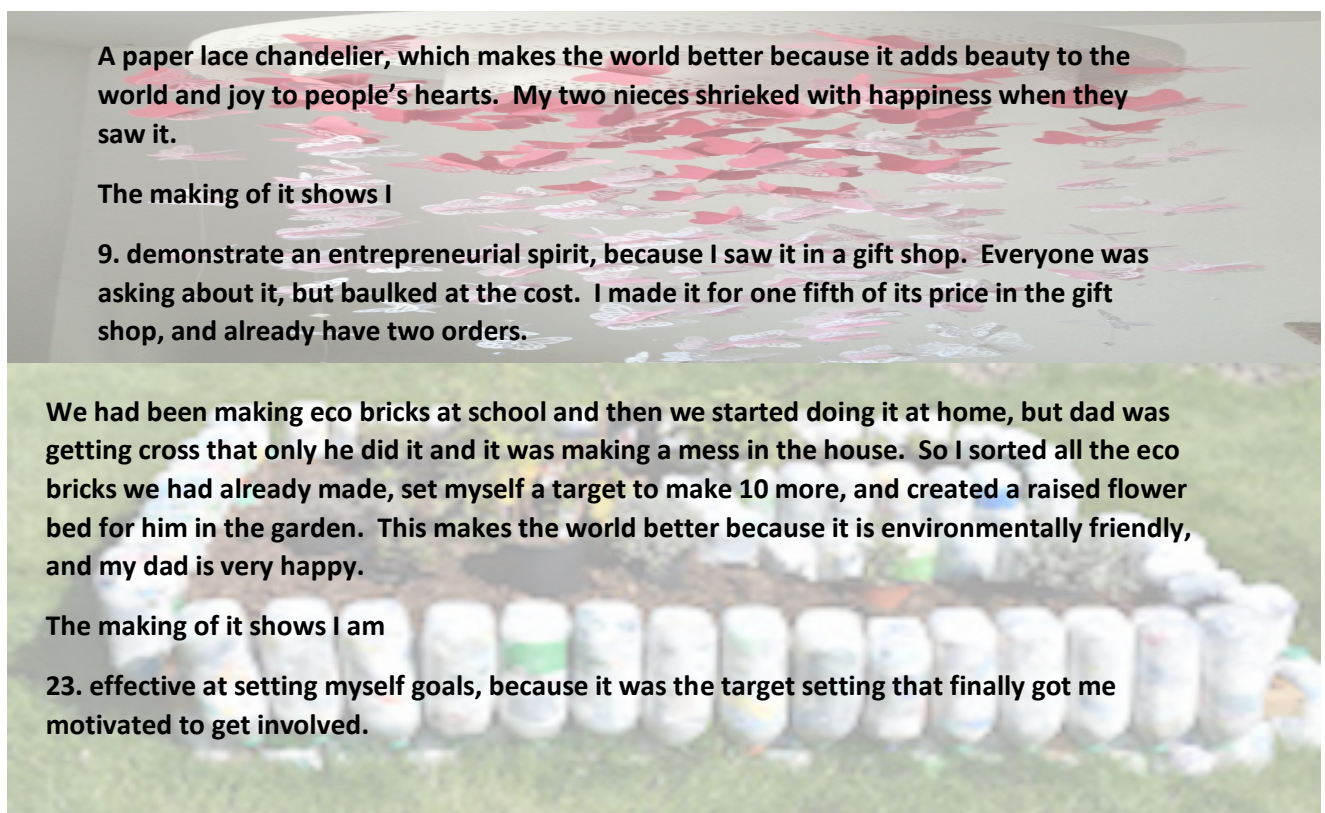 A paper lace chandelier, which makes the world better because it adds beauty to the
world and joy to people’s hearts.  My two nieces shrieked with happiness when they
saw it.
The making of it shows I
9. demonstrate an entrepreneurial spirit, because I saw it in a gift shop.  Everyone was
asking about it, but baulked at the cost.  I made it for one fifth of its price in the gift
shop, and already have two orders.
We had been making eco bricks at school and then we started doing it at home, but dad was
getting cross that only he did it and it was making a mess in the house.  So I sorted all the eco
bricks we had already made, set myself a target to make 10 more, and created a raised flower
bed for him in the garden.  This makes the world better because it is environmentally friendly,
and my dad is very happy.
The making of it shows I am
23. effective at setting myself goals, because it was the target setting that finally got me
motivated to get involved.